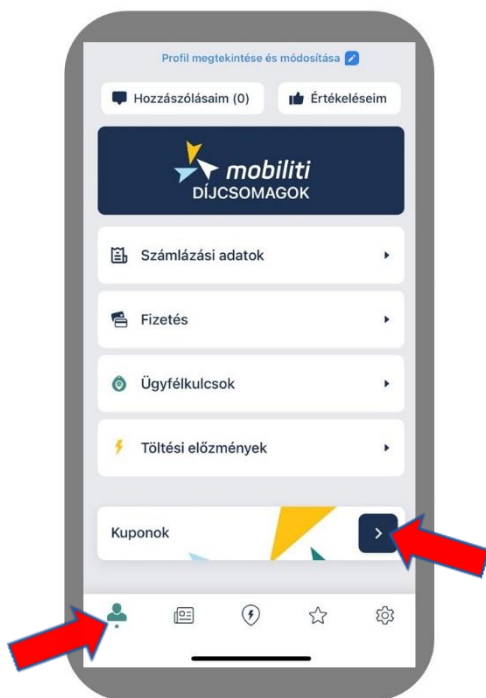 Profil megtekintése és módosítása
Hozzászólásaim (0)
Értékeléseim
mobiliti
DÍJCSOMAGOK
Számlázási adatok
Fizetés
Ügyfélkulcsok
Töltési előzmények
Kuponok